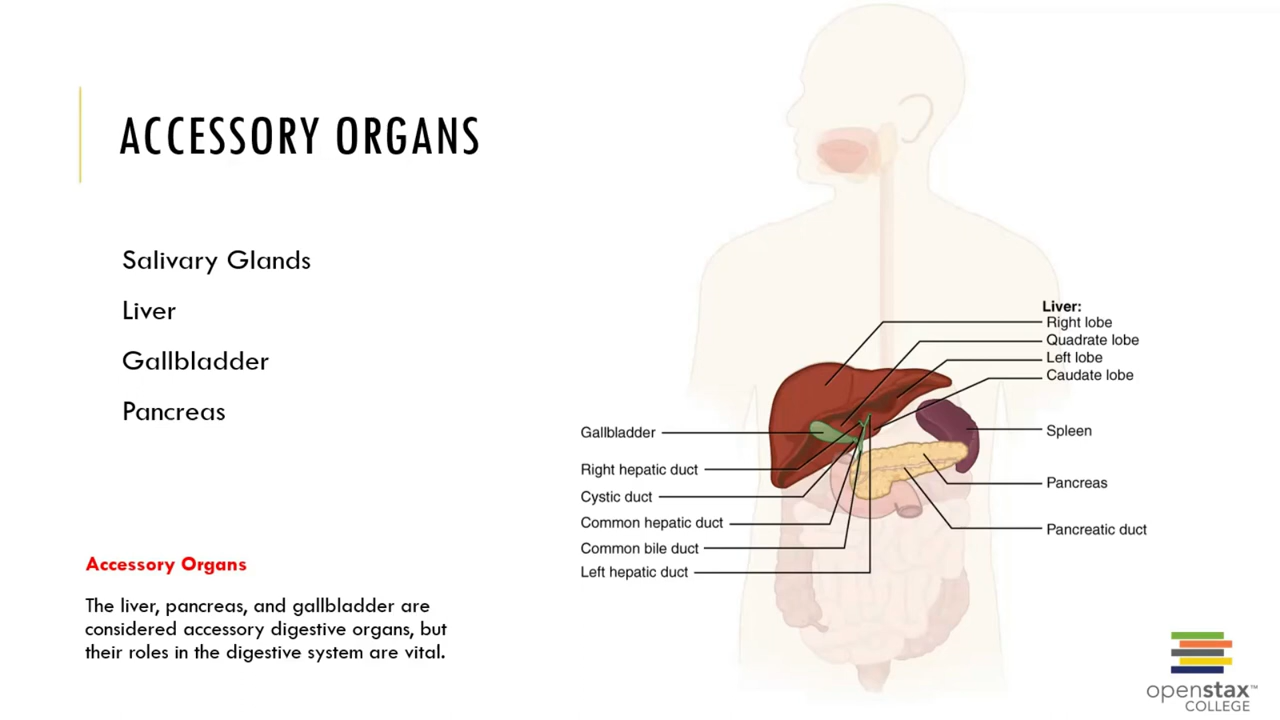 ACCESSORY ORGANS
Salivary Glands
Liver
Gallbladder
Pancreas
Accessory Organs
The liver, pancreas, and gallbladder are
considered accessory digestive organs, but
their roles in the digestive system are vital.
Gallbladder
Right hepatic duct
Cystic duct
Common hepatic duct
Common bile duct
Left hepatic duct
Liver:
Right lobe
Quadrate lobe
Left lobe
Caudate lobe
Spleen
Pancreas
Pancreatic duct
openstax™
COLLEGE